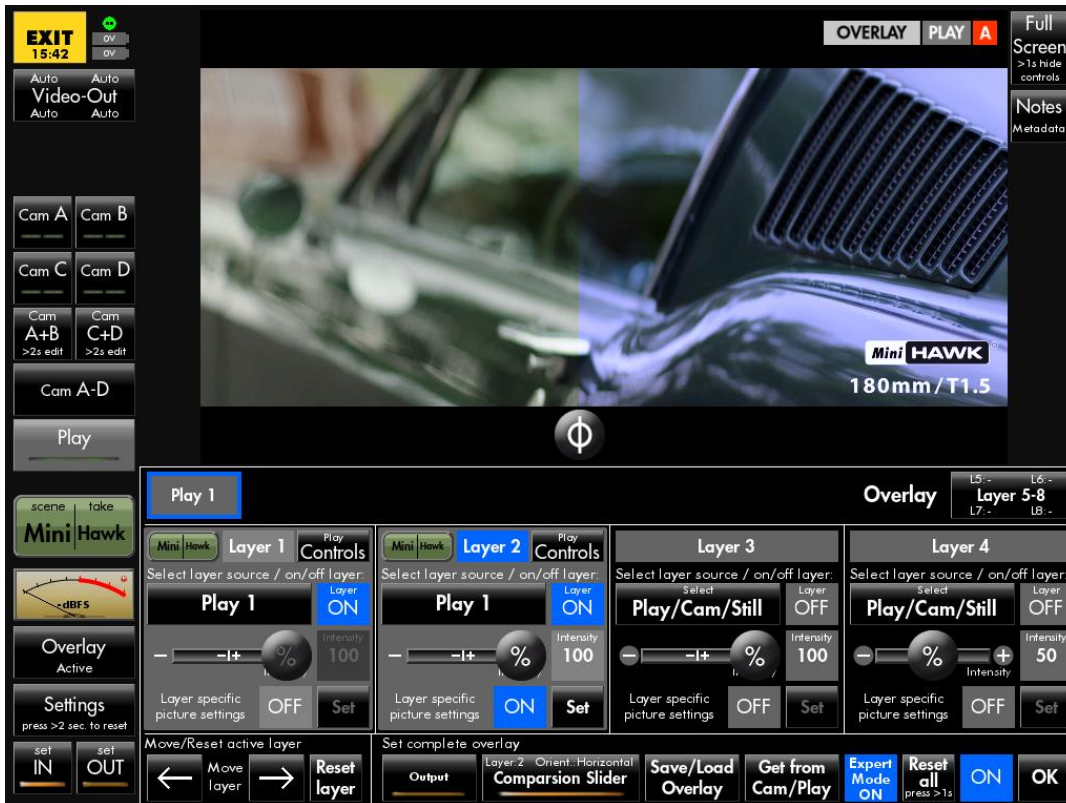 EXIT
15:42
OV
OV
Auto Auto
Video-Out
Auto Auto
OVERLAY PLAY A
Full
Screen
>1s hide
controls
Notes
Metadata
Cam A Cam B
Cam C Cam D
Cam
A+B
>2s edit
Cam
C+D
>2s edit
Cam A-D
Play
scene take
Mini Hawk
-dBFS
Overlay
Active
Settings
press >2 sec. to reset
set
IN
set
OUT
Mini HAWK
180mm/T1.5
Play 1
Overlay
L5:- L6:-
Layer 5-8
L7:- L8:-
Mini Hawk Layer 1
Play
Controls
Select layer source / on/off layer:
Play 1
Layer
ON
- -I+ %
Intensity
100
Layer specific
picture settings
OFF
Set
Mini Hawk Layer 2
Play
Controls
Select layer source / on/off layer:
Play 1
Layer
ON
- -I+ %
Intensity
100
Layer specific
picture settings
ON
Set
Layer 3
Select layer source / on/off layer:
Select
Play/Cam/Still
Layer
OFF
- -I+ %
Intensity
100
Layer specific
picture settings
OFF
Set
Layer 4
Select layer source / on/off layer:
Select
Play/Cam/Still
Layer
OFF
- % +
Intensity
Intensity
50
Layer specific
picture settings
OFF
Set
Move/Reset active layer
← Move
layer →
Reset
layer
Set complete overlay
Output
Layer:2 Orient.:Horizontal
Comparsion Slider
Save/Load
Overlay
Get from
Cam/Play
Expert
Mode
ON
Reset
all
press >1s
ON
OK